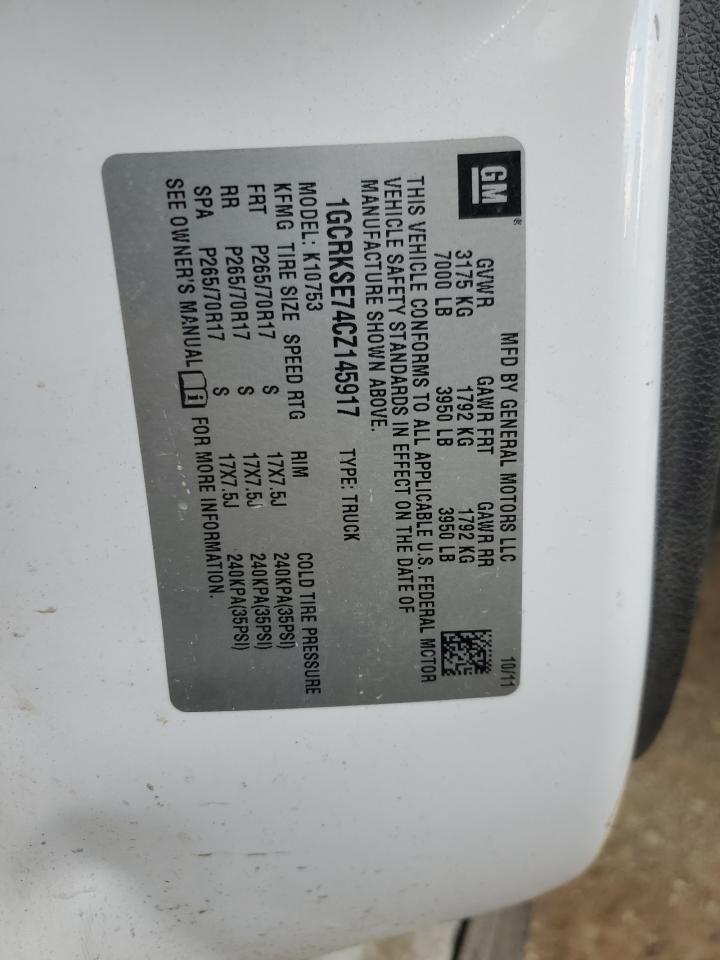 GM®
MFD BY GENERAL MOTORS LLC 10/11
GVWR GAWR FRT GAWR RR
3175 KG 1792 KG 1792 KG
7000 LB 3950 LB 3950 LB
THIS VEHICLE CONFORMS TO ALL APPLICABLE U.S. FEDERAL MOTOR
VEHICLE SAFETY STANDARDS IN EFFECT ON THE DATE OF
MANUFACTURE SHOWN ABOVE.
1GCRKSE74CZ145917 TYPE: TRUCK
MODEL: K10753
KFMG TIRE SIZE SPEED RTG RIM COLD TIRE PRESSURE
FRT P265/70R17 S 17X7.5J 240KPA(35PSI)
RR P265/70R17 S 17X7.5J 240KPA(35PSI)
SPA P265/70R17 S 17X7.5J 240KPA(35PSI)
SEE OWNER'S MANUAL FOR MORE INFORMATION.